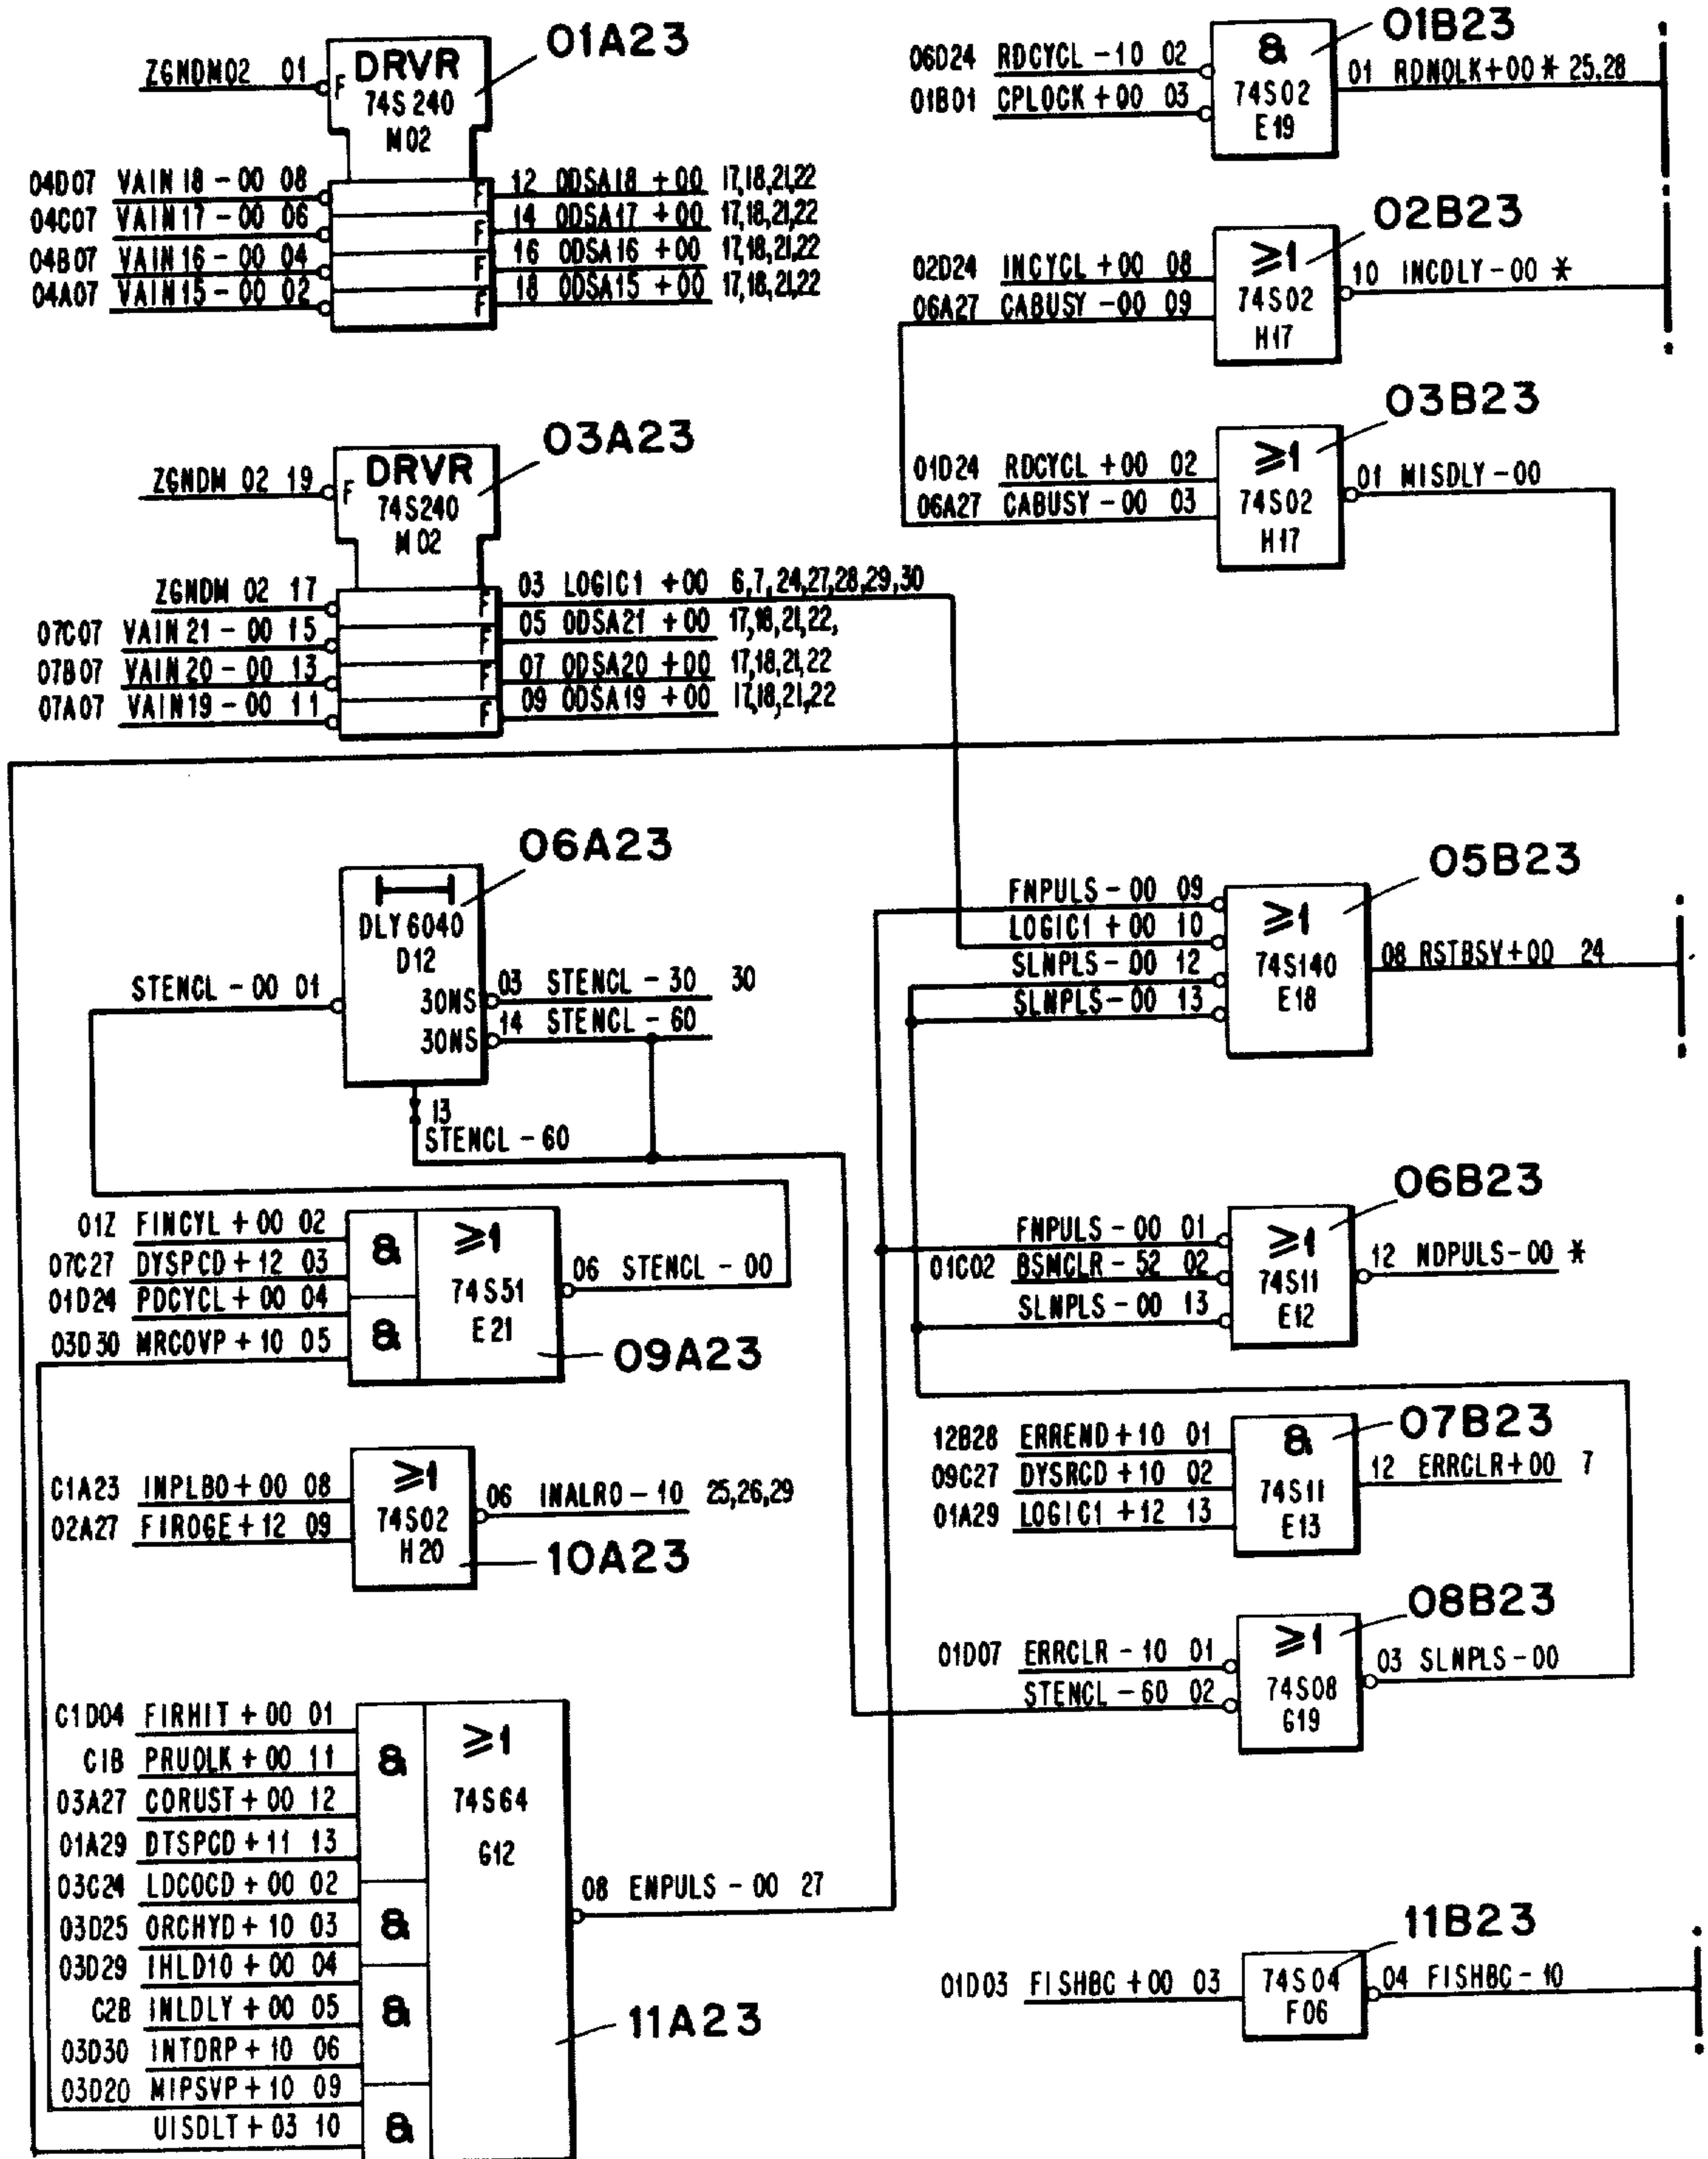 01A23
ZGNDM02 01
F
DRVR
74S240
M02
04D07 VAIN18-00 08
F
12 ODSA18+00 17,18,21,22
04C07 VAIN17-00 06
F
14 ODSA17+00 17,18,21,22
04B07 VAIN16-00 04
F
16 ODSA16+00 17,18,21,22
04A07 VAIN15-00 02
F
18 ODSA15+00 17,18,21,22
03A23
ZGNDM 02 19
F
DRVR
74S240
M02
ZGNDM 02 17
F
03 LOGIC1+00 6,7,24,27,28,29,30
07C07 VAIN21-00 15
F
05 ODSA21+00 17,18,21,22,
07B07 VAIN20-00 13
F
07 ODSA20+00 17,18,21,22
07A07 VAIN19-00 11
F
09 ODSA19+00 17,18,21,22
06A23
DLY6040
D12
STENCL-00 01
30NS
03 STENCL-30 30
30NS
14 STENCL-60
13
STENCL-60
01Z FINCYL+00 02
07C27 DYSPCD+12 03
01D24 PDCYCL+00 04
03D30 MRCOVP+10 05
&
&
≥1
74S51
E21
06 STENCL-00
09A23
C1A23 INPLBO+00 08
02A27 FIROGE+12 09
≥1
74S02
H20
06 INALRO-10 25,26,29
10A23
C1D04 FIRHIT+00 01
C1B PRUOLK+00 11
03A27 CORUST+00 12
01A29 DTSPCD+11 13
03C24 LDCOCD+00 02
03D25 ORCHYD+10 03
03D29 IHLD10+00 04
C2B INLDLY+00 05
03D30 INTDRP+10 06
03D20 MIPSVP+10 09
UISDLT+03 10
&
&
&
&
≥1
74S64
G12
08 ENPULS-00 27
11A23
01B23
06D24 RDCYCL-10 02
01B01 CPLOCK+00 03
&
74S02
E19
01 RDNOLK+00* 25,28
02B23
02D24 INCYCL+00 08
06A27 CABUSY-00 09
≥1
74S02
H17
10 INCDLY-00 *
03B23
01D24 RDCYCL+00 02
06A27 CABUSY-00 03
≥1
74S02
H17
01 MISDLY-00
05B23
FNPULS-00 09
LOGIC1+00 10
SLNPLS-00 12
SLNPLS-00 13
≥1
74S140
E18
08 RSTBSY+00 24
06B23
FNPULS-00 01
01C02 BSMCLR-52 02
SLNPLS-00 13
≥1
74S11
E12
12 NDPULS-00 *
07B23
12B28 ERREND+10 01
09C27 DYSRCD+10 02
01A29 LOGIC1+12 13
&
74S11
E13
12 ERRCLR+00 7
08B23
01D07 ERRCLR-10 01
STENCL-60 02
≥1
74S08
G19
03 SLNPLS-00
11B23
01D03 FISHBC+00 03
74S04
F06
04 FISHBC-10